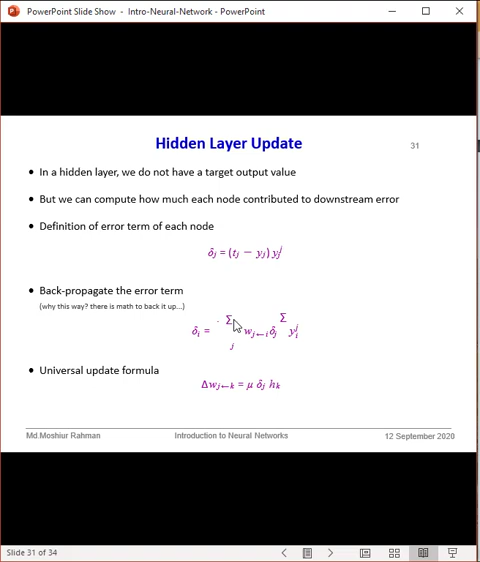 PowerPoint Slide Show - Intro-Neural-Network - PowerPoint
Hidden Layer Update
31
• In a hidden layer, we do not have a target output value
• But we can compute how much each node contributed to downstream error
• Definition of error term of each node
δj = (tj − yj) yj^j
• Back-propagate the error term
(why this way? there is math to back it up...)
δi = Σj wj←i δj Σ yi^j
• Universal update formula
Δwj←k = μ δj hk
Md.Moshiur Rahman Introduction to Neural Networks 12 September 2020
Slide 31 of 34